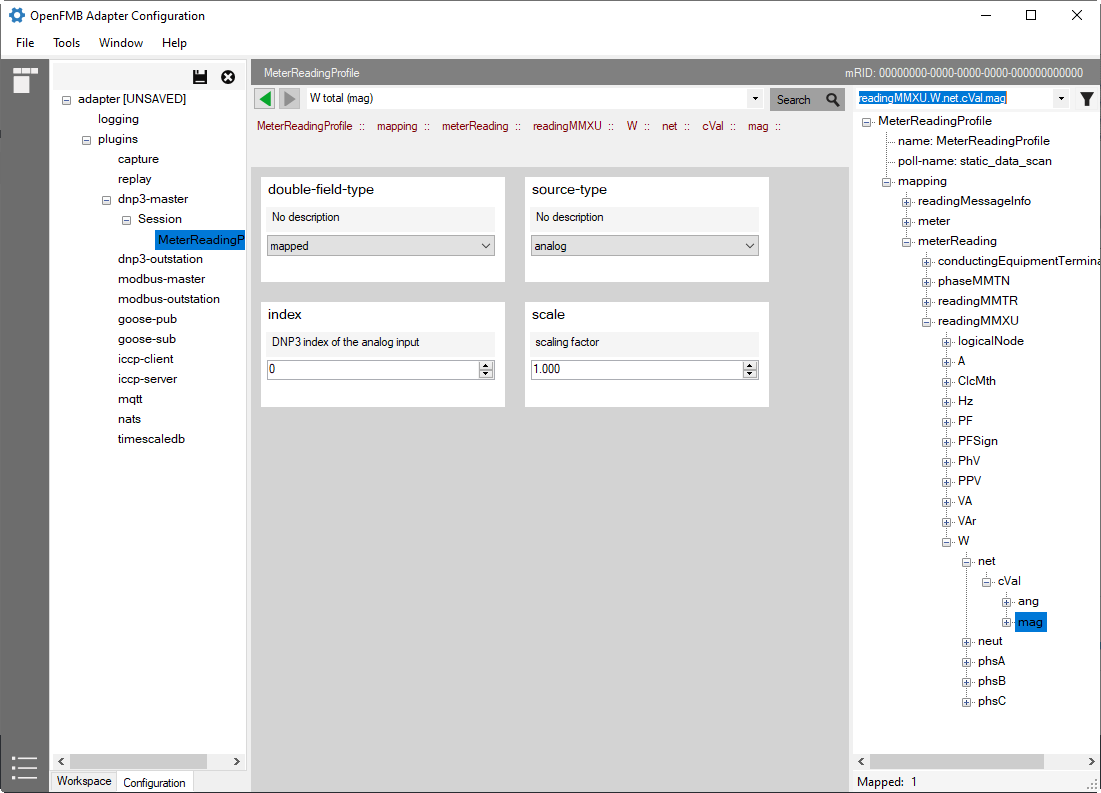 OpenFMB Adapter Configuration
File Tools Window Help
adapter [UNSAVED]
logging
plugins
capture
replay
dnp3-master
Session
MeterReadingP
dnp3-outstation
modbus-master
modbus-outstation
goose-pub
goose-sub
iccp-client
iccp-server
mqtt
nats
timescaledb
Workspace Configuration
MeterReadingProfile
mRID: 00000000-0000-0000-0000-000000000000
W total (mag)
Search
MeterReadingProfile :: mapping :: meterReading :: readingMMXU :: W :: net :: cVal :: mag ::
double-field-type
No description
mapped
source-type
No description
analog
index
DNP3 index of the analog input
0
scale
scaling factor
1.000
readingMMXU.W.net.cVal.mag
MeterReadingProfile
name: MeterReadingProfile
poll-name: static_data_scan
mapping
readingMessageInfo
meter
meterReading
conductingEquipmentTermina
phaseMMTN
readingMMTR
readingMMXU
logicalNode
A
ClcMth
Hz
PF
PFSign
PhV
PPV
VA
VAr
W
net
cVal
ang
mag
neut
phsA
phsB
phsC
Mapped: 1